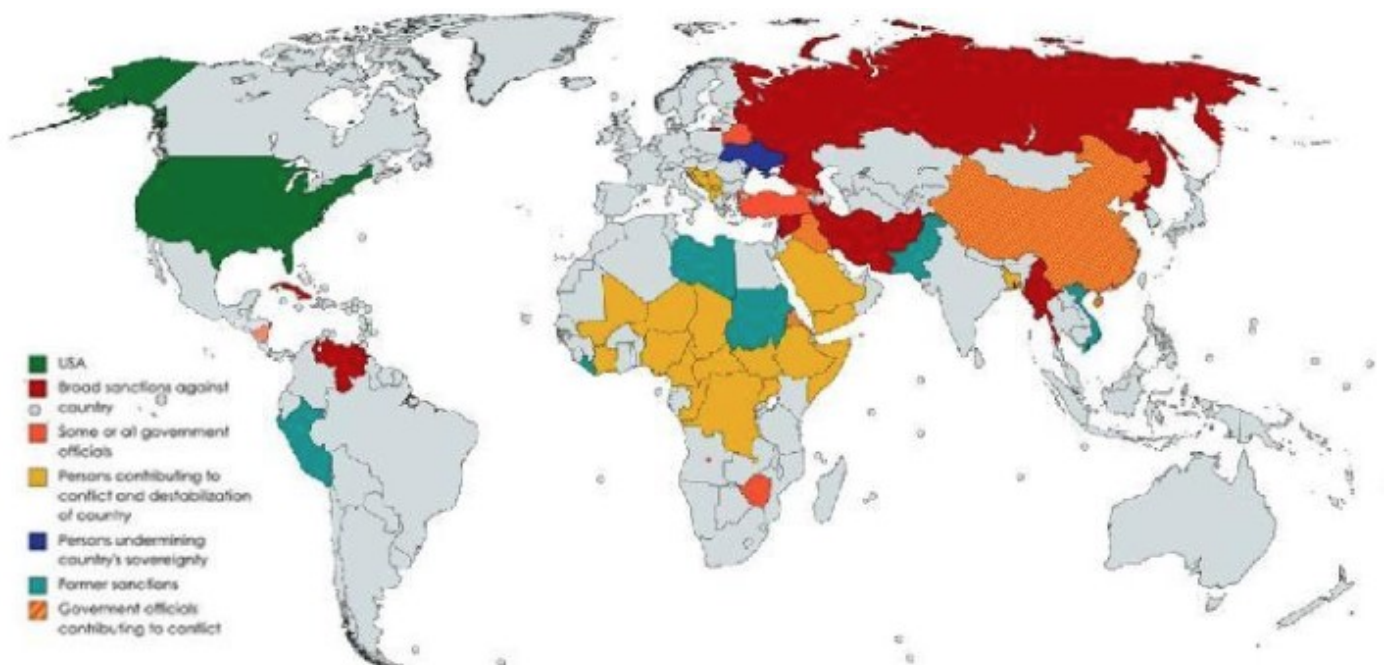 USA
Broad sanctions against
country
Some or all government
officials
Persons contributing to
conflict and destabilization
of country
Persons undermining
country's sovereignty
Former sanctions
Goverment officials
contributing to conflict